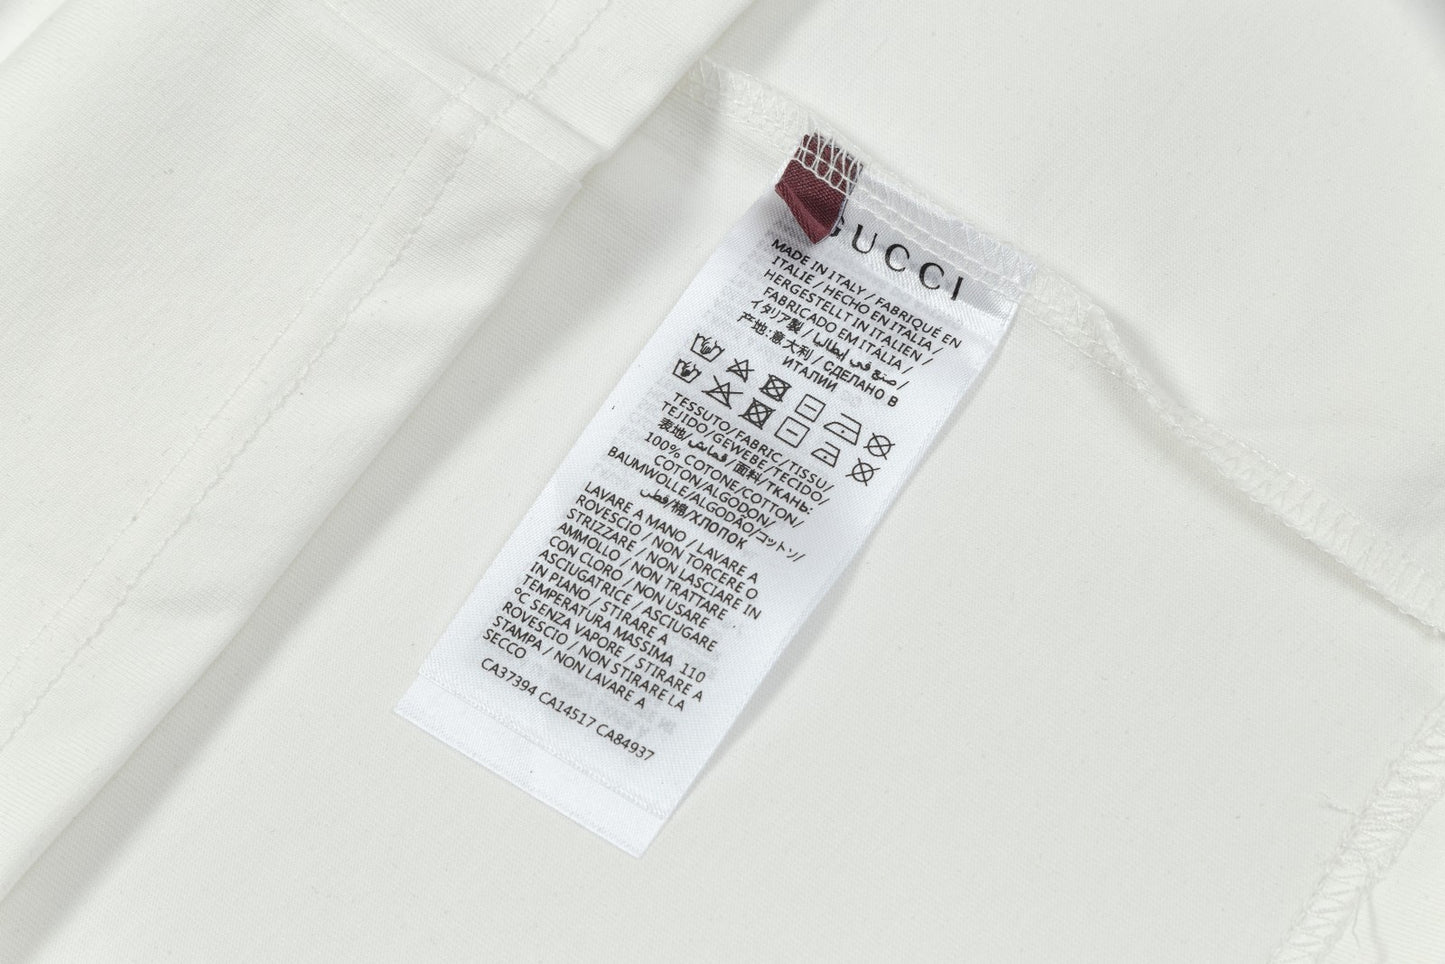 GUCCI
MADE IN ITALY / FABRIQUÉ EN
ITALIE / HECHO EN ITALIA /
HERGESTELLT IN ITALIEN /
FABRICADO EM ITALIA /
イタリア製 / صنع في إيطاليا /
产地:意大利 / СДЕЛАНО В
ИТАЛИИ
TESSUTO/FABRIC/TISSU/
TEJIDO/GEWEBE/TECIDO/
表地/قماش/面料/ТКАНЬ:
100% COTONE/COTTON/
COTON/ALGODON/
BAUMWOLLE/ALGODÃO/コットン/
قطن/棉/ХЛОПОК
LAVARE A MANO / LAVARE A
ROVESCIO / NON TORCERE O
STRIZZARE / NON LASCIARE IN
AMMOLLO / NON TRATTARE
CON CLORO / NON USARE
ASCIUGATRICE / ASCIUGARE
IN PIANO / STIRARE A
TEMPERATURA MASSIMA 110
°C SENZA VAPORE / STIRARE A
ROVESCIO / NON STIRARE LA
STAMPA / NON LAVARE A
SECCO
CA37394 CA14517 CA84937